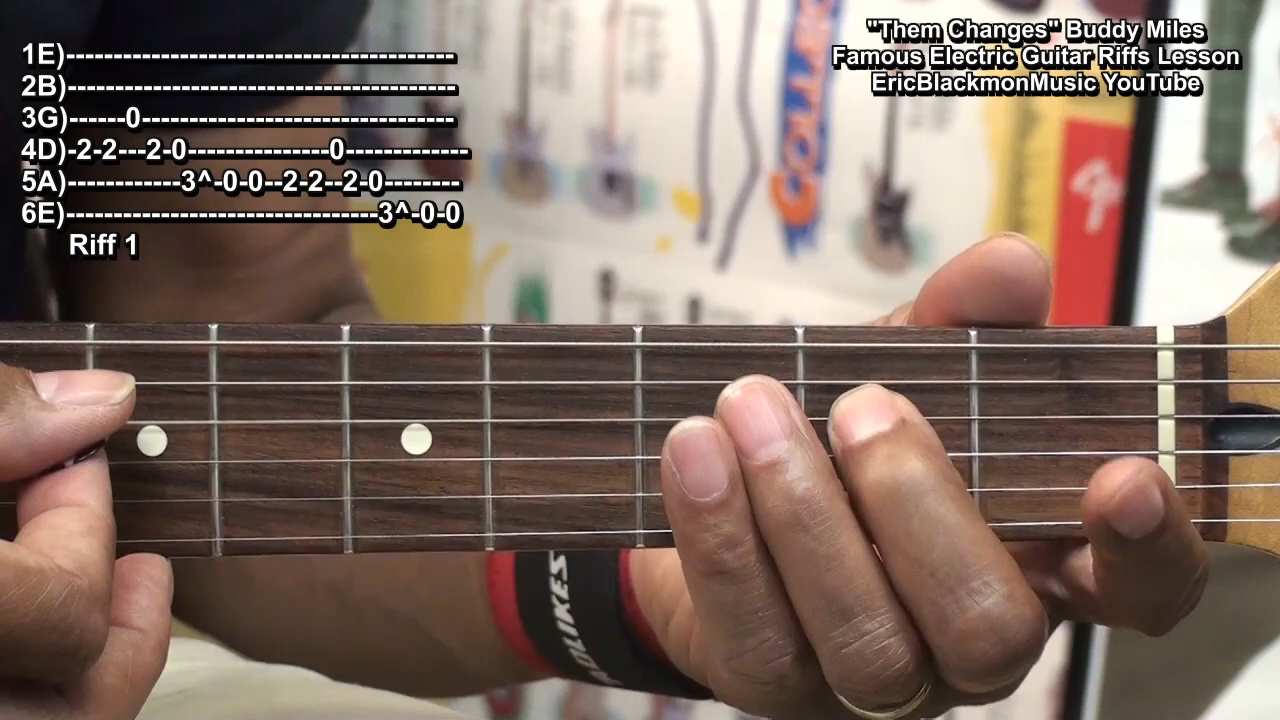 "Them Changes" Buddy Miles
Famous Electric Guitar Riffs Lesson
EricBlackmonMusic YouTube
1E)-----------------------------------------------
2B)-----------------------------------------------
3G)------0--------------------------------------
4D)-2-2---2-0-----------------0---------------
5A)--------------3^-0-0--2-2--2-0---------
6E)--------------------------------------3^-0-0
Riff 1